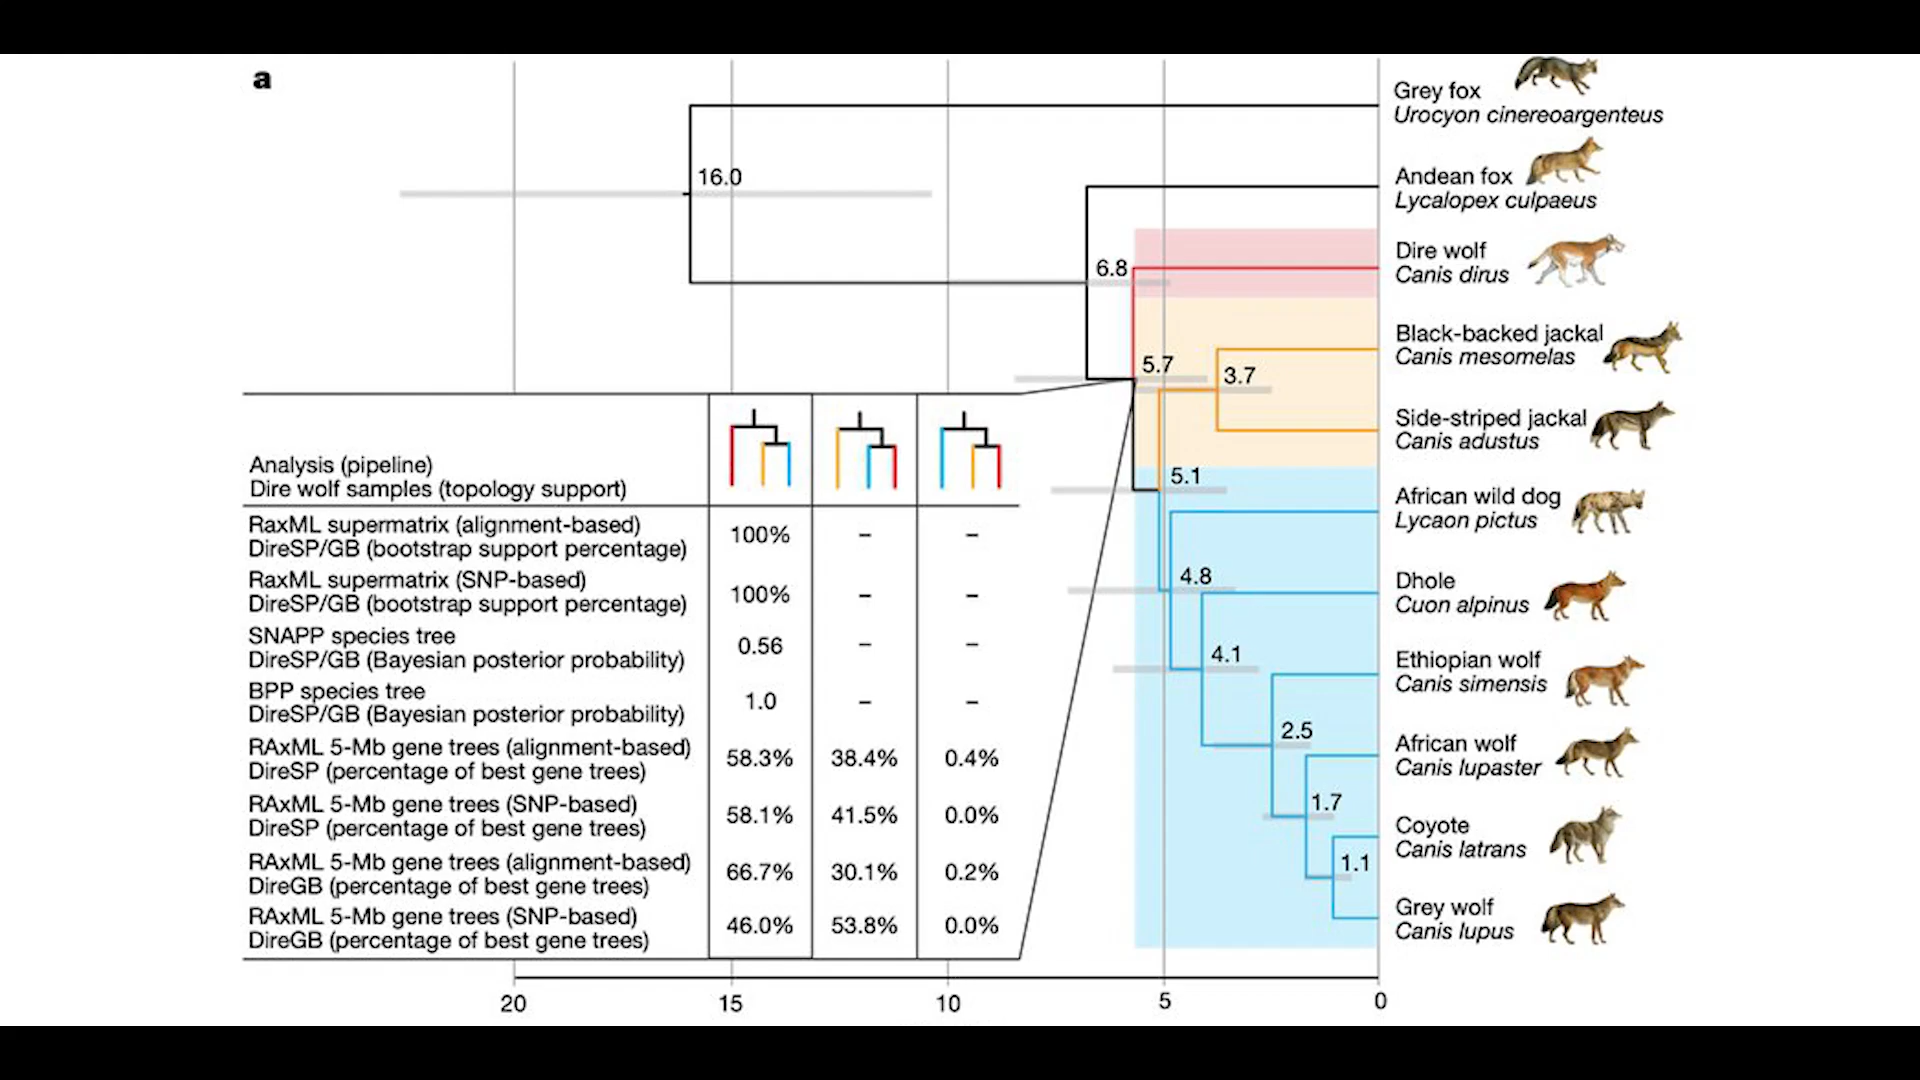 a
16.0
6.8
5.7
3.7
5.1
4.8
4.1
2.5
1.7
1.1
Grey fox
Urocyon cinereoargenteus
Andean fox
Lycalopex culpaeus
Dire wolf
Canis dirus
Black-backed jackal
Canis mesomelas
Side-striped jackal
Canis adustus
African wild dog
Lycaon pictus
Dhole
Cuon alpinus
Ethiopian wolf
Canis simensis
African wolf
Canis lupaster
Coyote
Canis latrans
Grey wolf
Canis lupus
Analysis (pipeline)
Dire wolf samples (topology support)
RaxML supermatrix (alignment-based)
DireSP/GB (bootstrap support percentage)
100% – –
RaxML supermatrix (SNP-based)
DireSP/GB (bootstrap support percentage)
100% – –
SNAPP species tree
DireSP/GB (Bayesian posterior probability)
0.56 – –
BPP species tree
DireSP/GB (Bayesian posterior probability)
1.0 – –
RAxML 5-Mb gene trees (alignment-based)
DireSP (percentage of best gene trees)
58.3% 38.4% 0.4%
RAxML 5-Mb gene trees (SNP-based)
DireSP (percentage of best gene trees)
58.1% 41.5% 0.0%
RAxML 5-Mb gene trees (alignment-based)
DireGB (percentage of best gene trees)
66.7% 30.1% 0.2%
RAxML 5-Mb gene trees (SNP-based)
DireGB (percentage of best gene trees)
46.0% 53.8% 0.0%
20 15 10 5 0